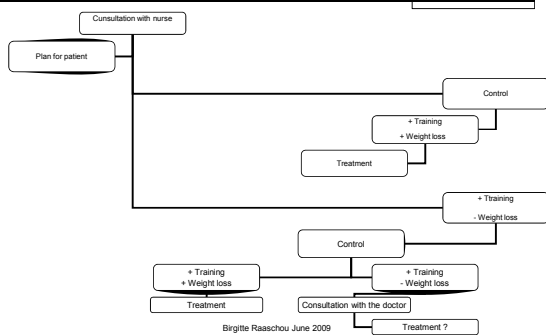 Cunsultation with nurse
Plan for patient
Control
+ Training
+ Weight loss
Treatment
+ Ttraining
- Weight loss
Control
+ Training
+ Weight loss
+ Training
- Weight loss
Treatment
Consultation with the doctor
Birgitte Raaschou June 2009
Treatment ?